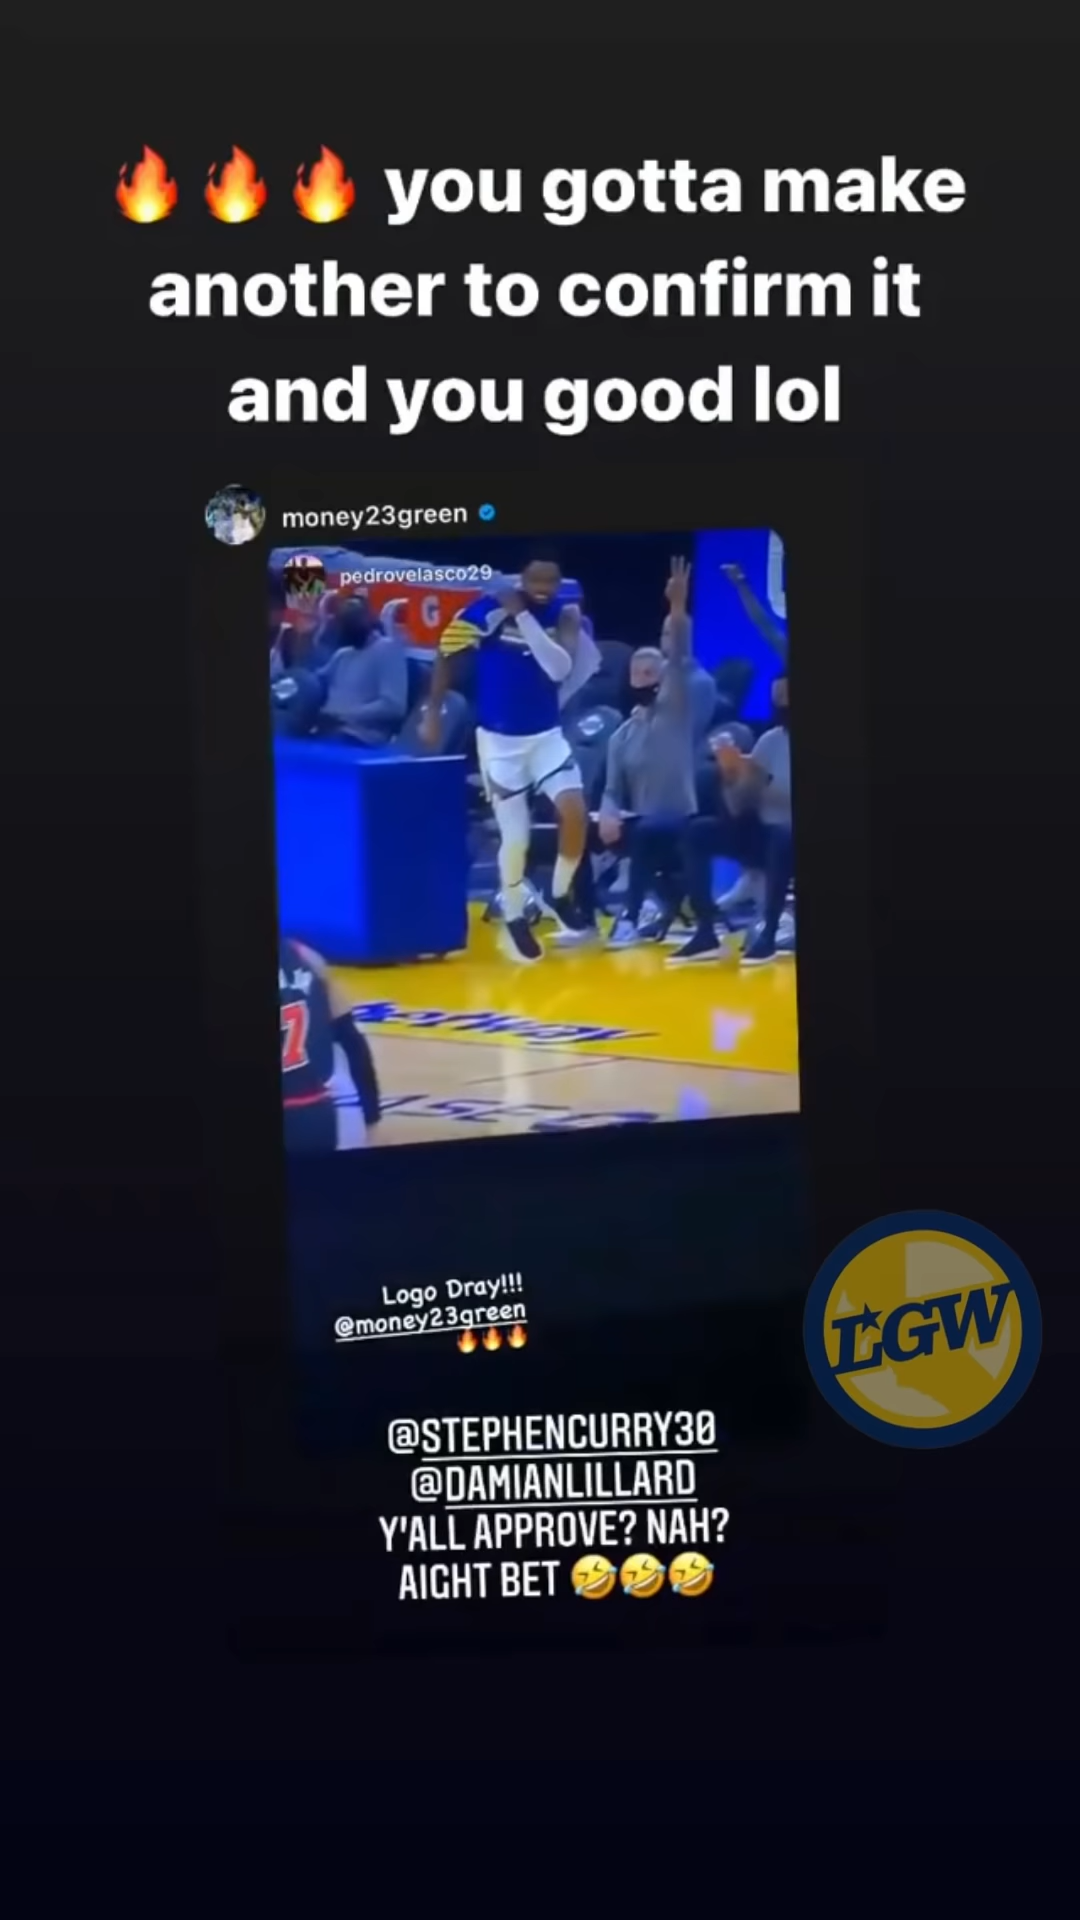 🔥🔥🔥 you gotta make
another to confirm it
and you good lol
money23green
pedrovelasco29
G
7
Logo Dray!!!
@money23green
🔥🔥🔥
LGW
@STEPHENCURRY30
@DAMIANLILLARD
Y'ALL APPROVE? NAH?
AIGHT BET 🤣🤣🤣